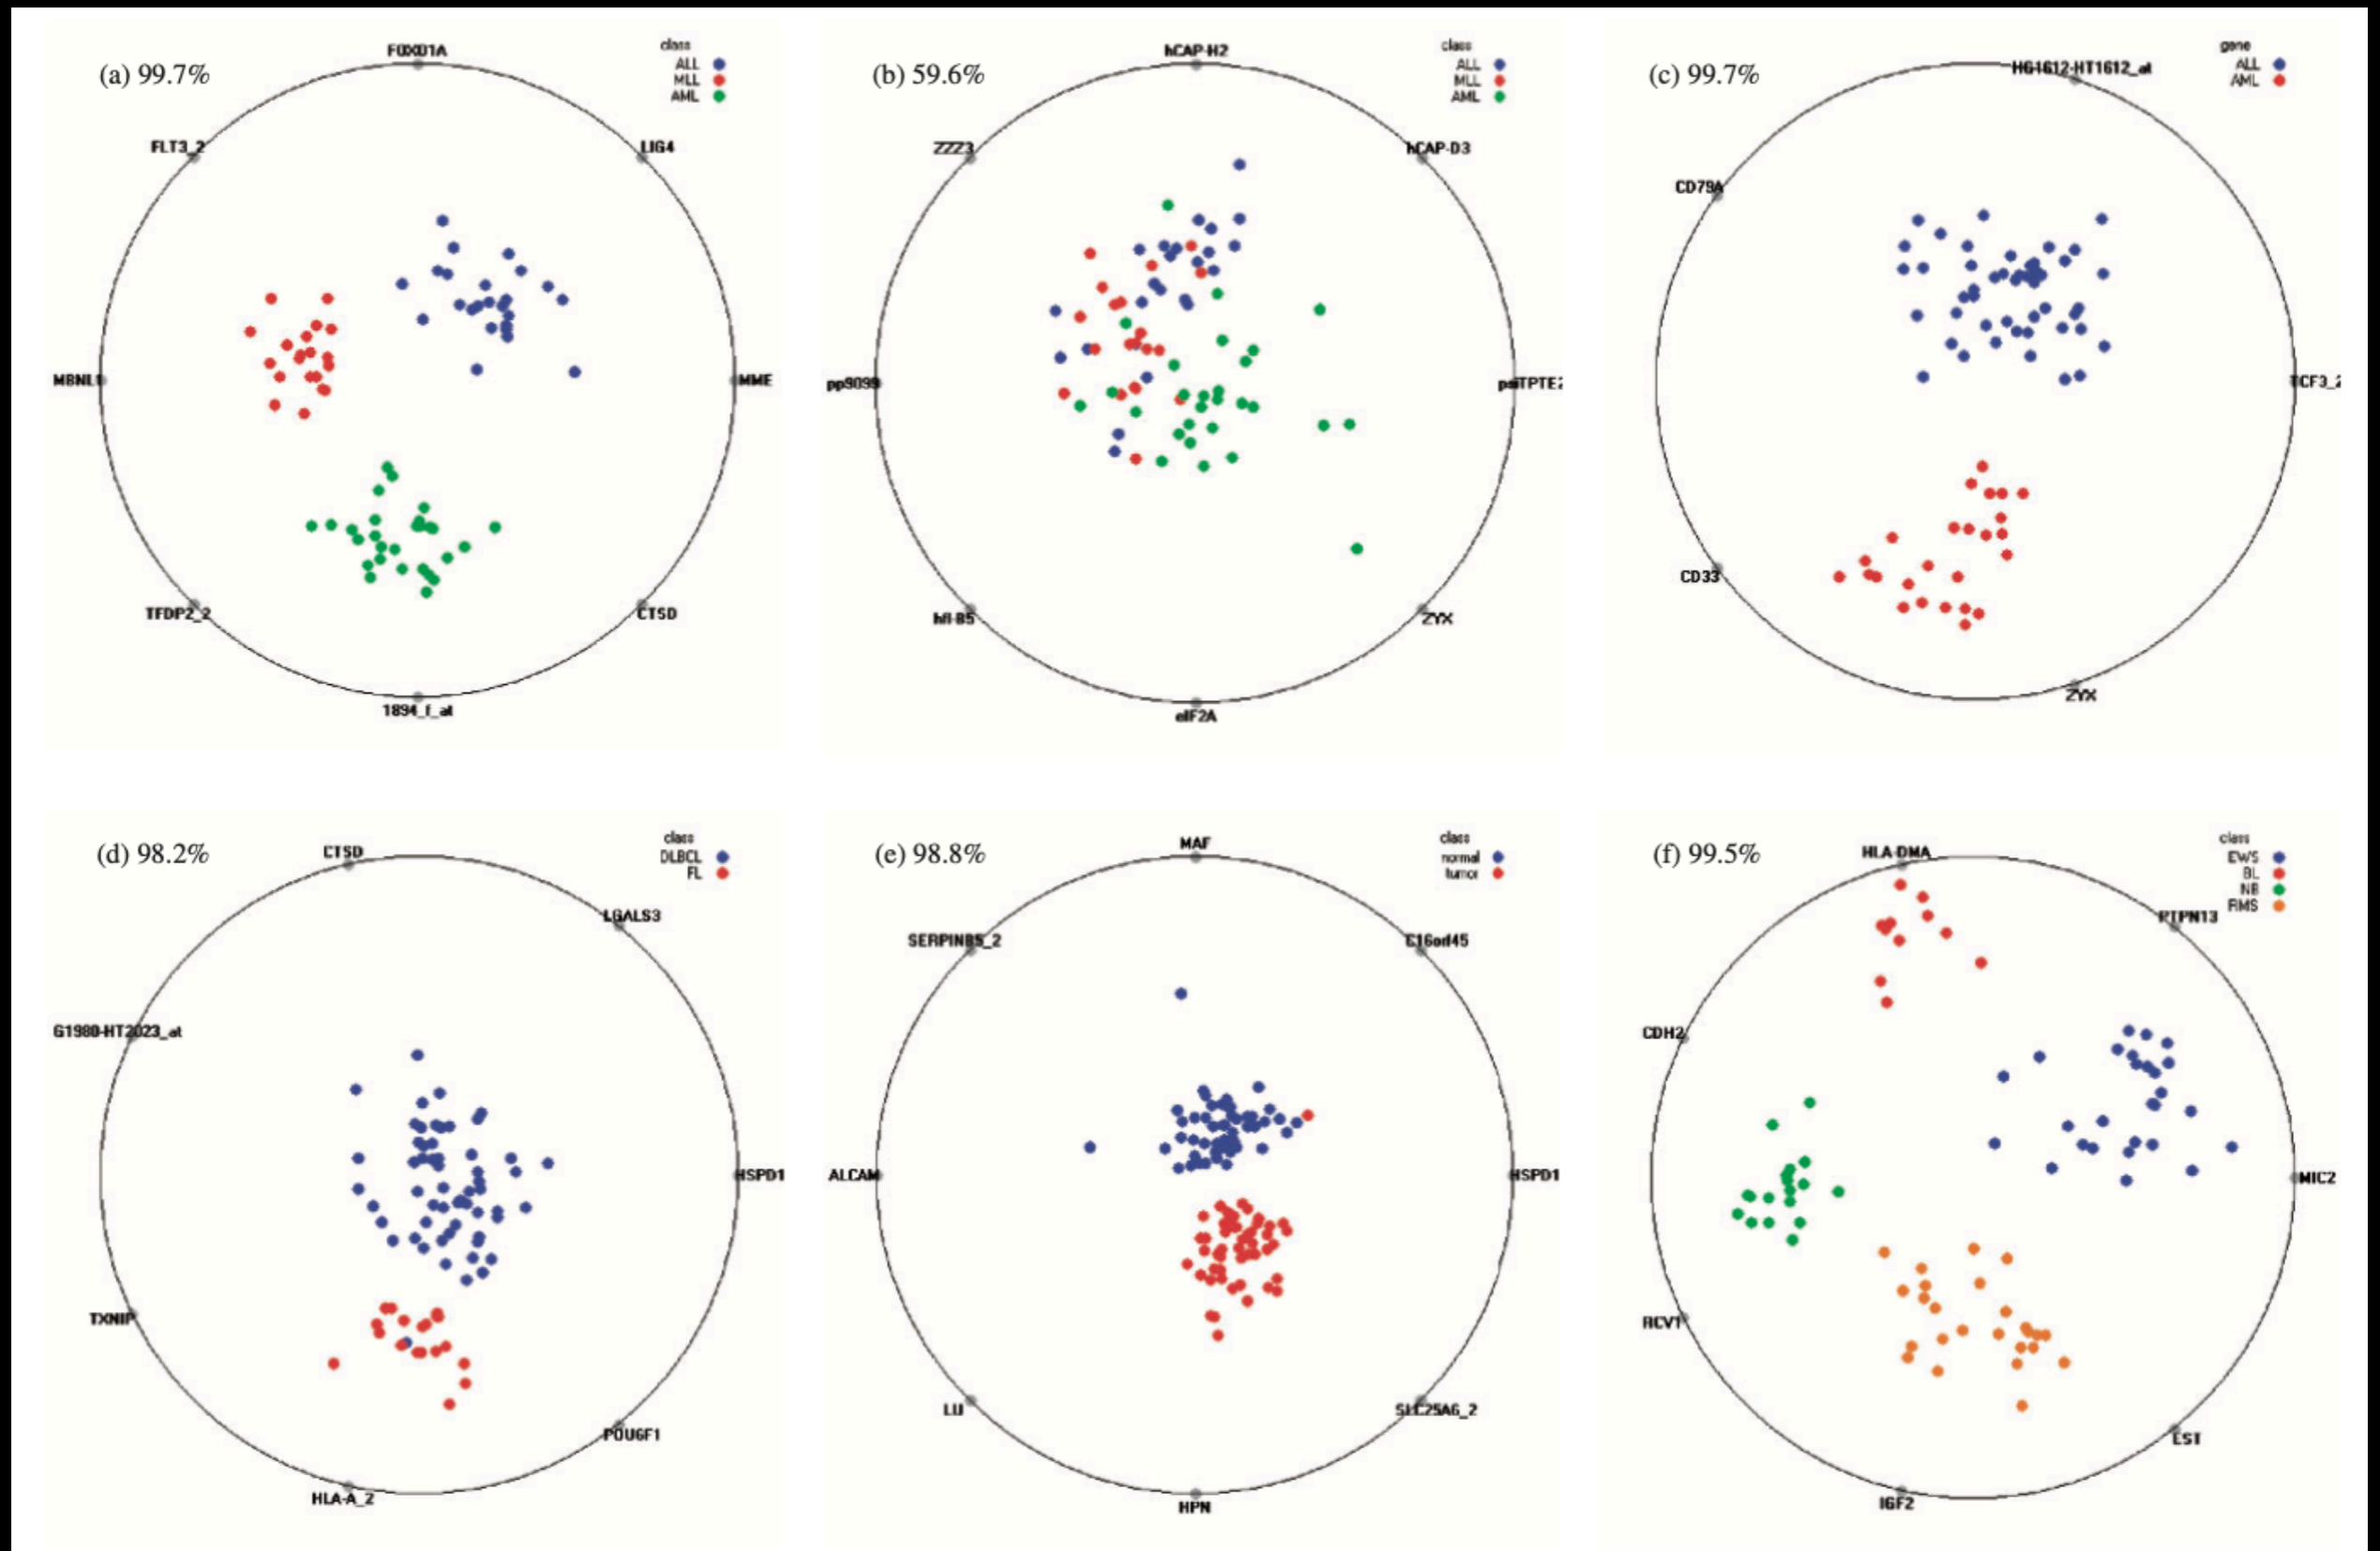 (a) 99.7%
class
ALL
MLL
AML
FOXO1A
LIG4
MME
CTSD
1894_f_at
TFDP2_2
MBNL1
FLT3_2
(b) 59.6%
class
ALL
MLL
AML
hCAP-H2
hCAP-D3
ZYX
eIF2A
pp9099
ZZZ3
(c) 99.7%
gene
ALL
AML
HG1612-HT1612_at
TCF3_2
ZYX
CD33
CD79A
(d) 98.2%
class
DLBCL
FL
CTSD
LGALS3
HSPD1
POU6F1
HLA-A_2
TXNIP
G1980-HT2023_at
(e) 98.8%
class
normal
tumor
MAF
C16orf45
HSPD1
SLC25A6_2
HPN
ALCAM
SERPINB5_2
(f) 99.5%
class
EWS
BL
NB
RMS
HLA-DMA
PTPN13
MIC2
EST
IGF2
RCV1
CDH2